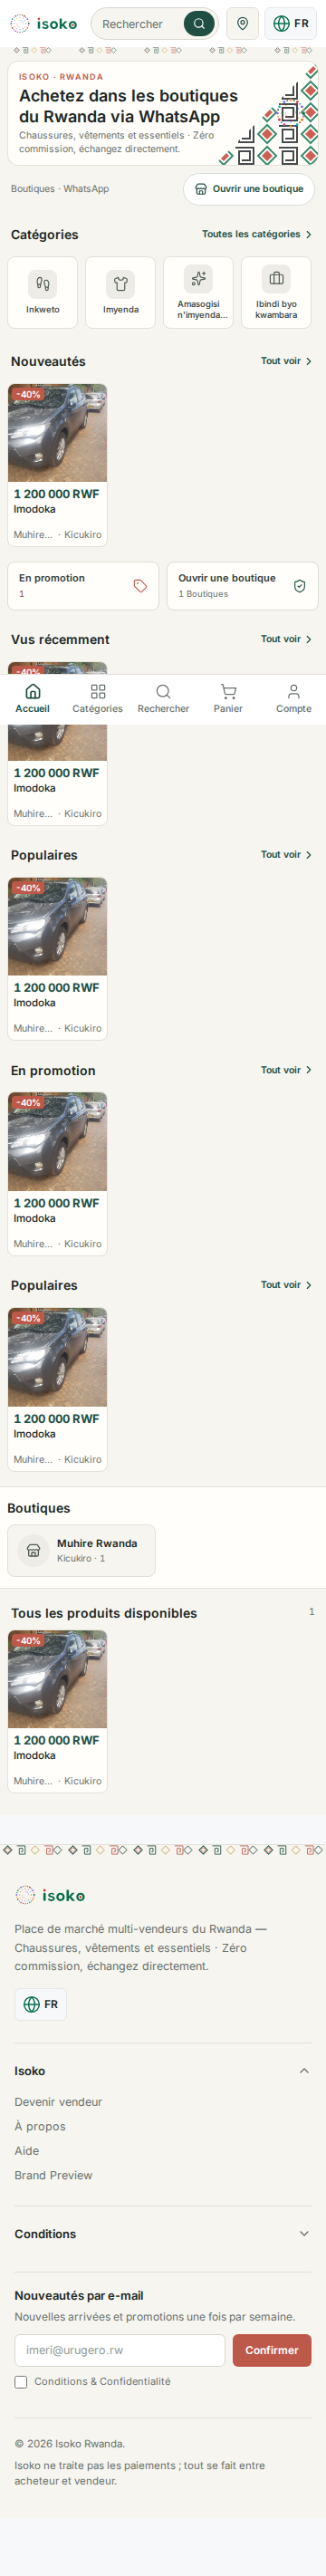 isoko
Rechercher
FR
ISOKO · RWANDA
Achetez dans les boutiques
du Rwanda via WhatsApp
Chaussures, vêtements et essentiels · Zéro
commission, échangez directement.
Boutiques · WhatsApp
Ouvrir une boutique
Catégories
Toutes les catégories
Inkweto
Imyenda
Amasogisi
n'imyenda...
Ibindi byo
kwambara
Nouveautés
Tout voir
-40%
1 200 000 RWF
Imodoka
Muhire... · Kicukiro
En promotion
1
Ouvrir une boutique
1 Boutiques
Vus récemment
Tout voir
-40%
Accueil
Catégories
Rechercher
Panier
Compte
1 200 000 RWF
Imodoka
Muhire... · Kicukiro
Populaires
Tout voir
-40%
1 200 000 RWF
Imodoka
Muhire... · Kicukiro
En promotion
Tout voir
-40%
1 200 000 RWF
Imodoka
Muhire... · Kicukiro
Populaires
Tout voir
-40%
1 200 000 RWF
Imodoka
Muhire... · Kicukiro
Boutiques
Muhire Rwanda
Kicukiro · 1
Tous les produits disponibles
1
-40%
1 200 000 RWF
Imodoka
Muhire... · Kicukiro
isoko
Place de marché multi-vendeurs du Rwanda —
Chaussures, vêtements et essentiels · Zéro
commission, échangez directement.
FR
Isoko
Devenir vendeur
À propos
Aide
Brand Preview
Conditions
Nouveautés par e-mail
Nouvelles arrivées et promotions une fois par semaine.
imeri@urugero.rw
Confirmer
Conditions & Confidentialité
© 2026 Isoko Rwanda.
Isoko ne traite pas les paiements ; tout se fait entre
acheteur et vendeur.